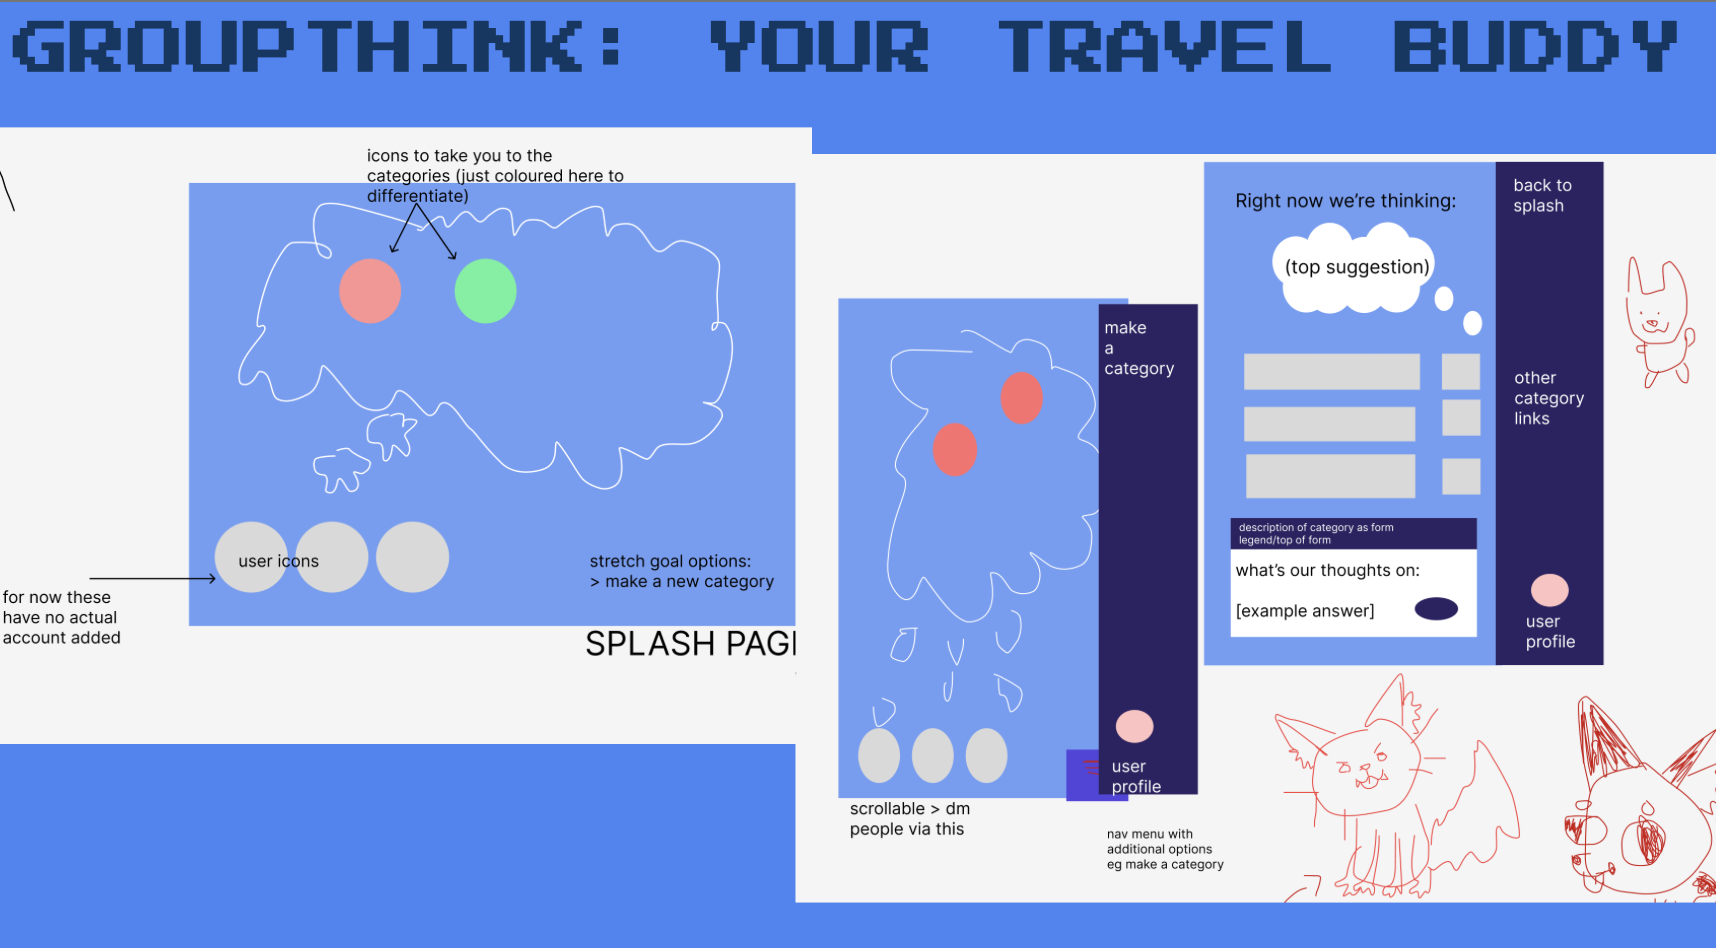 GROUPTHINK: YOUR TRAVEL BUDDY
icons to take you to the
categories (just coloured here to
differentiate)
user icons
stretch goal options:
> make a new category
for now these
have no actual
account added
SPLASH PAGE
make
a
category
user
profile
scrollable > dm
people via this
nav menu with
additional options
eg make a category
Right now we're thinking:
(top suggestion)
description of category as form
legend/top of form
what's our thoughts on:
[example answer]
back to
splash
other
category
links
user
profile